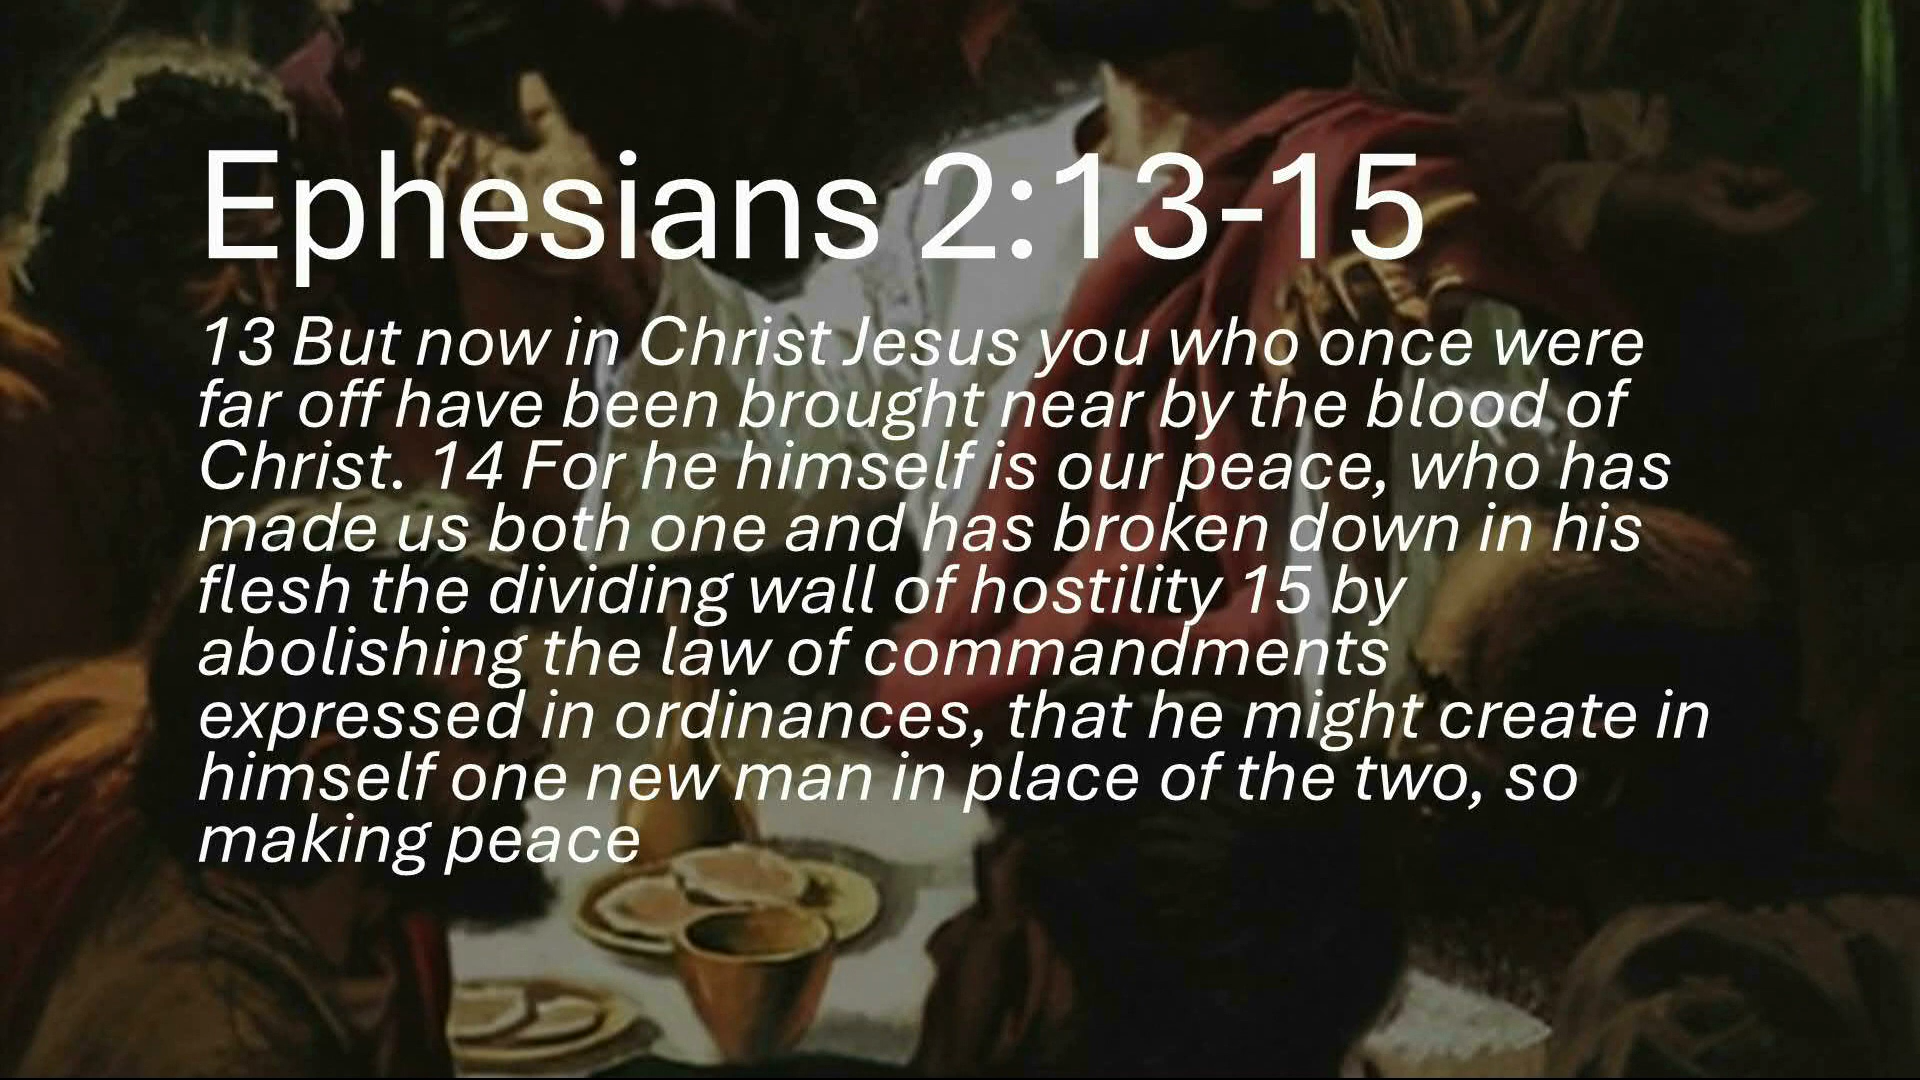 Ephesians 2:13-15
13 But now in Christ Jesus you who once were
far off have been brought near by the blood of
Christ. 14 For he himself is our peace, who has
made us both one and has broken down in his
flesh the dividing wall of hostility 15 by
abolishing the law of commandments
expressed in ordinances, that he might create in
himself one new man in place of the two, so
making peace